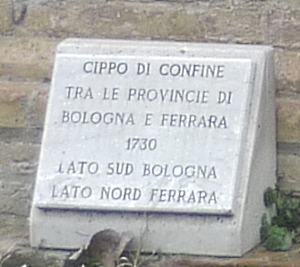 CIPPO DI CONFINE
TRA LE PROVINCIE DI
BOLOGNA E FERRARA
1730
LATO SUD BOLOGNA
LATO NORD FERRARA